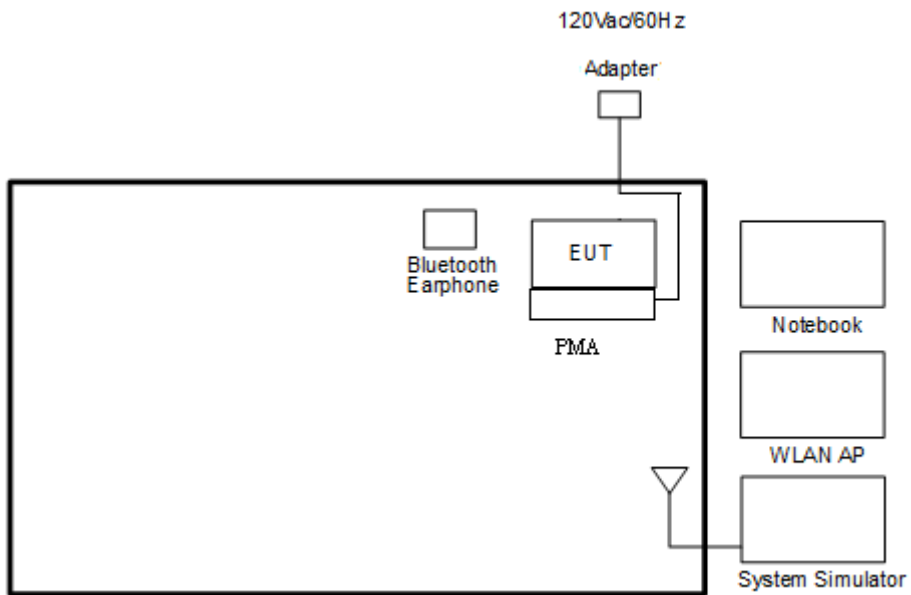 120Vac/60Hz
Adapter
Bluetooth
Earphone
EUT
PMA
Notebook
WLAN AP
System Simulator